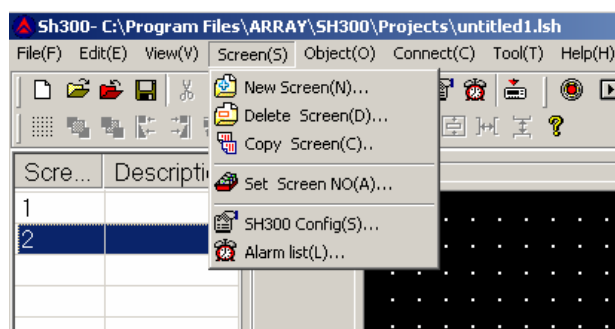 Sh300- C:\Program Files\ARRAY\SH300\Projects\untitled1.lsh
File(F) Edit(E) View(V) Screen(S) Object(O) Connect(C) Tool(T) Help(H)
New Screen(N)...
Delete Screen(D)...
Copy Screen(C)..
Scre... Descripti
Set Screen NO(A)...
1
SH300 Config(S)...
2
Alarm list(L)...